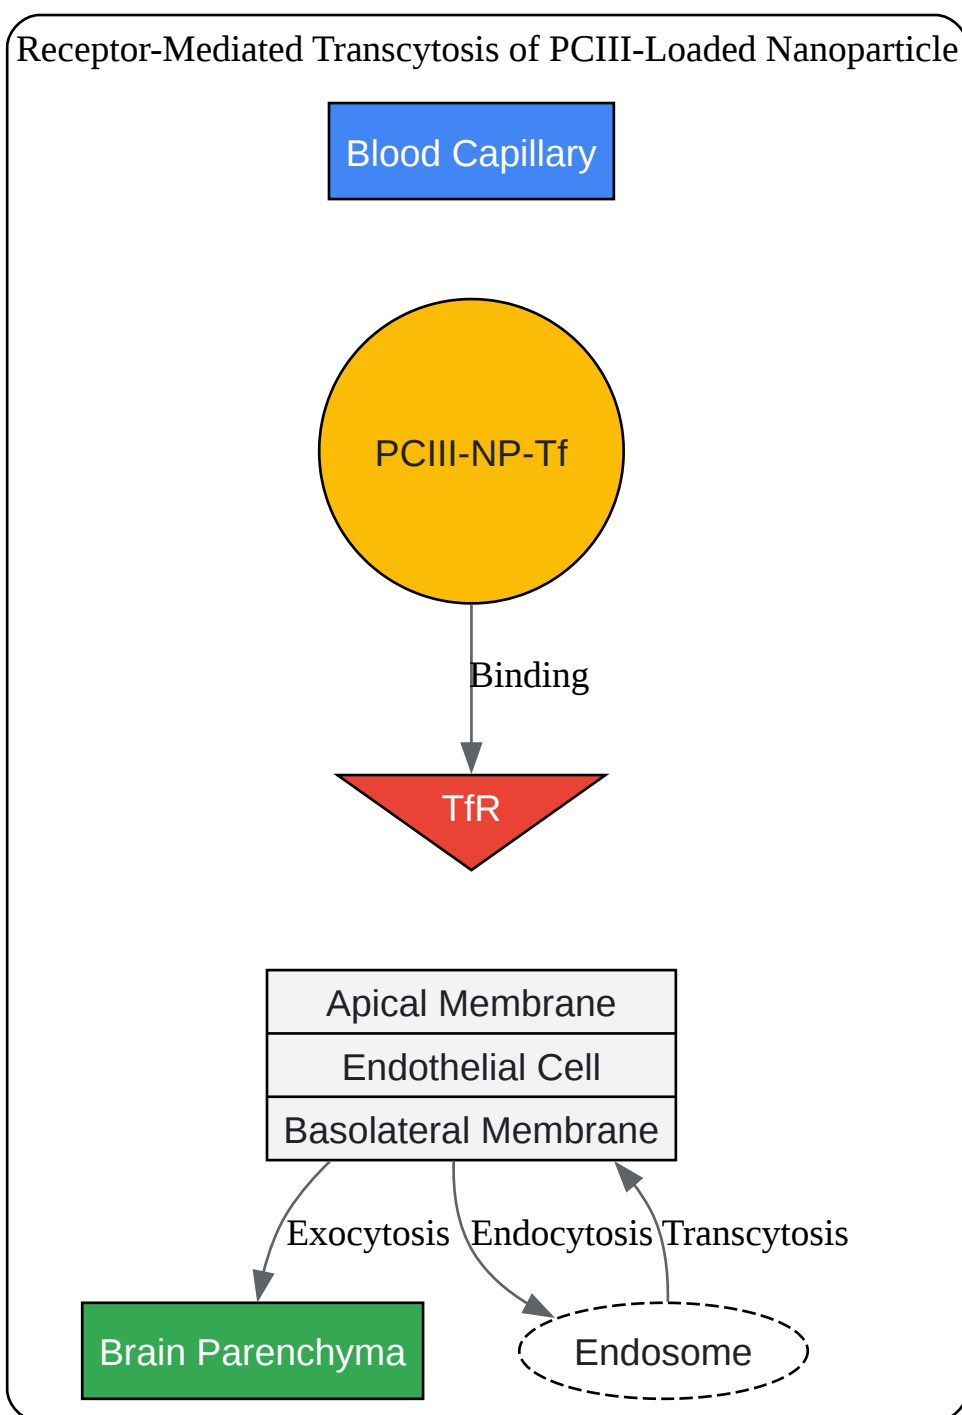 Receptor-Mediated Transcytosis of PCIII-Loaded Nanoparticle
Blood Capillary
PCIII-NP-Tf
Binding
TfR
Apical Membrane
Endothelial Cell
Basolateral Membrane
Exocytosis
Endocytosis
Transcytosis
Brain Parenchyma
Endosome